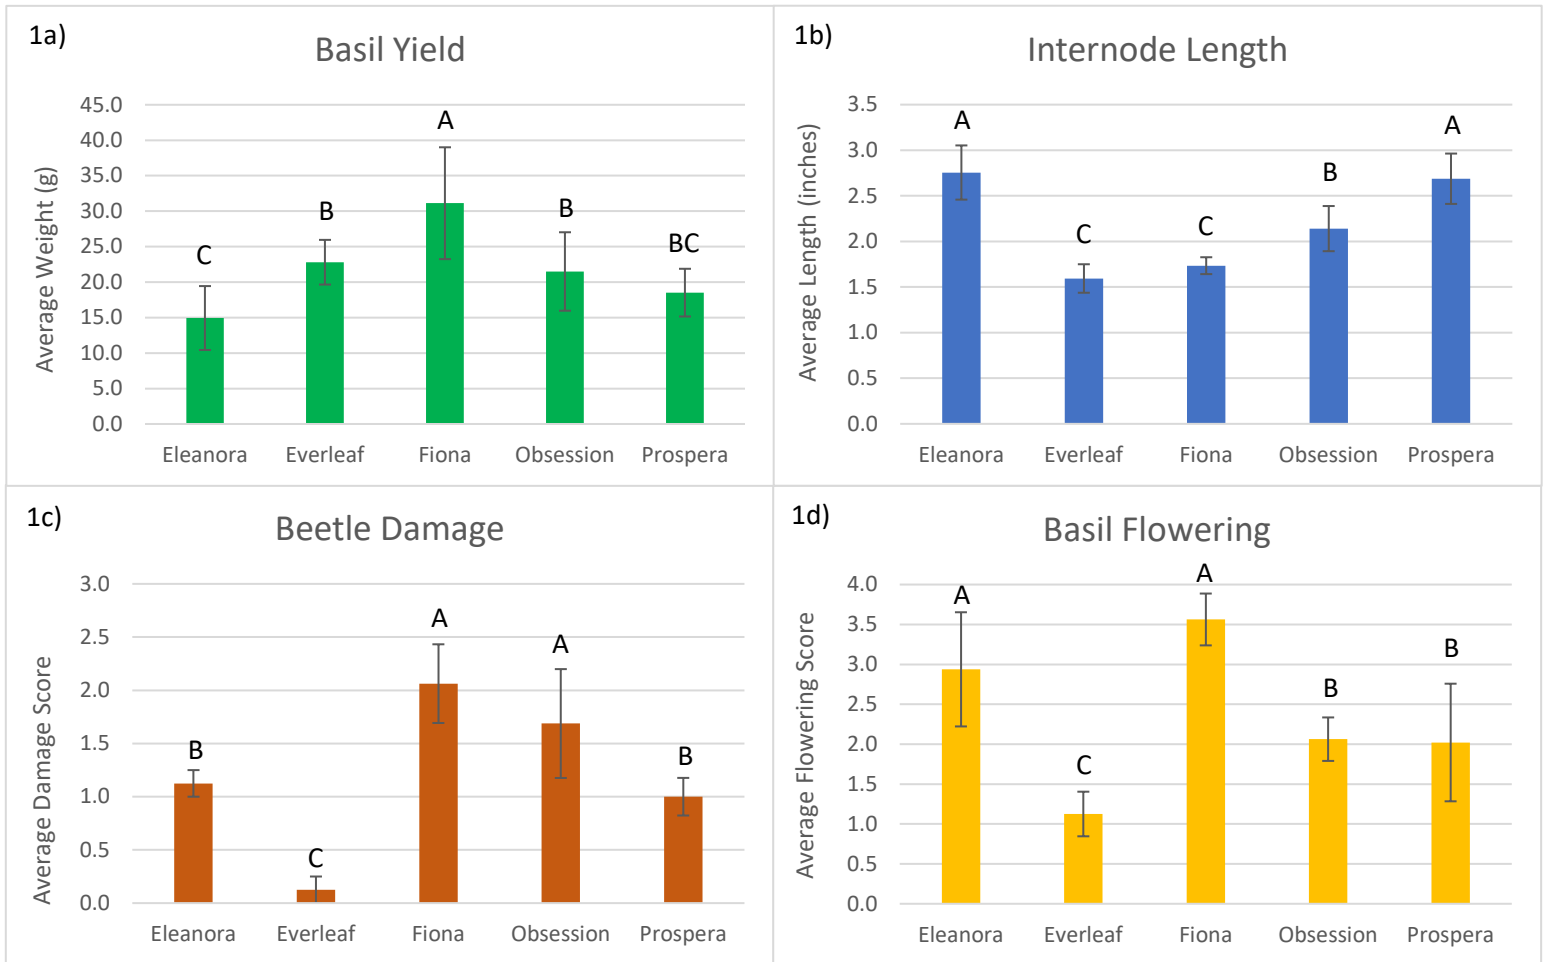 1a)
Basil Yield
Average Weight (g)
45.0
40.0
35.0
30.0
25.0
20.0
15.0
10.0
5.0
0.0
C
B
A
B
BC
Eleanora Everleaf Fiona Obsession Prospera
1b)
Internode Length
Average Length (inches)
3.5
3.0
2.5
2.0
1.5
1.0
0.5
0.0
A
C
C
B
A
Eleanora Everleaf Fiona Obsession Prospera
1c)
Beetle Damage
Average Damage Score
3.0
2.5
2.0
1.5
1.0
0.5
0.0
B
C
A
A
B
Eleanora Everleaf Fiona Obsession Prospera
1d)
Basil Flowering
Average Flowering Score
4.0
3.5
3.0
2.5
2.0
1.5
1.0
0.5
0.0
A
C
A
B
B
Eleanora Everleaf Fiona Obsession Prospera